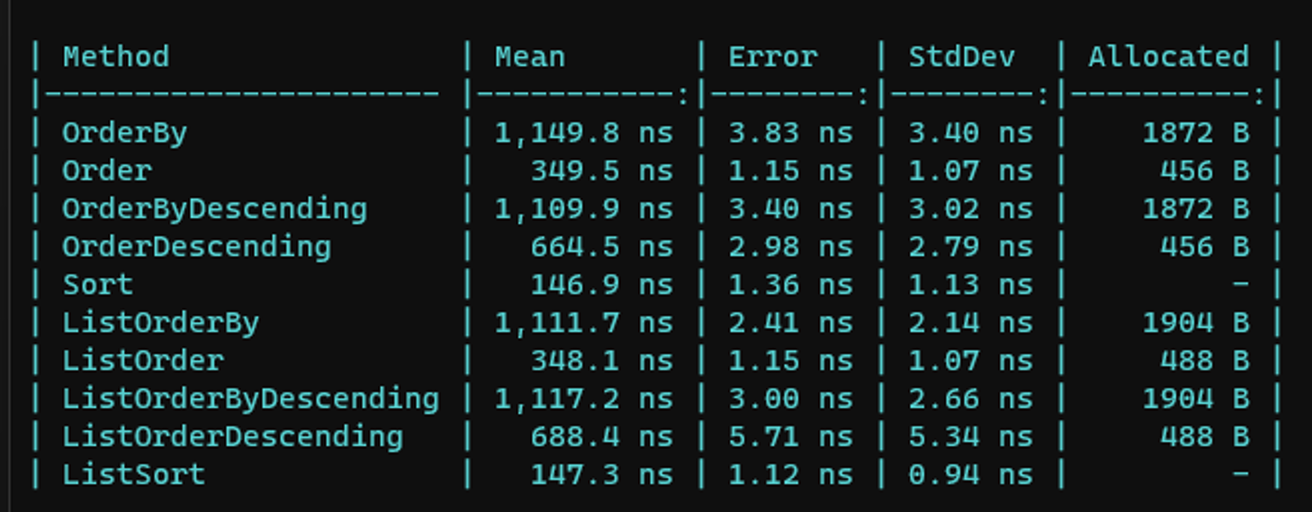 | Method                 | Mean       | Error   | StdDev  | Allocated |
|---------------------- |-----------:|--------:|--------:|----------:|
| OrderBy               | 1,149.8 ns | 3.83 ns | 3.40 ns |    1872 B |
| Order                 |   349.5 ns | 1.15 ns | 1.07 ns |     456 B |
| OrderByDescending     | 1,109.9 ns | 3.40 ns | 3.02 ns |    1872 B |
| OrderDescending       |   664.5 ns | 2.98 ns | 2.79 ns |     456 B |
| Sort                  |   146.9 ns | 1.36 ns | 1.13 ns |         - |
| ListOrderBy           | 1,111.7 ns | 2.41 ns | 2.14 ns |    1904 B |
| ListOrder             |   348.1 ns | 1.15 ns | 1.07 ns |     488 B |
| ListOrderByDescending | 1,117.2 ns | 3.00 ns | 2.66 ns |    1904 B |
| ListOrderDescending   |   688.4 ns | 5.71 ns | 5.34 ns |     488 B |
| ListSort              |   147.3 ns | 1.12 ns | 0.94 ns |         - |